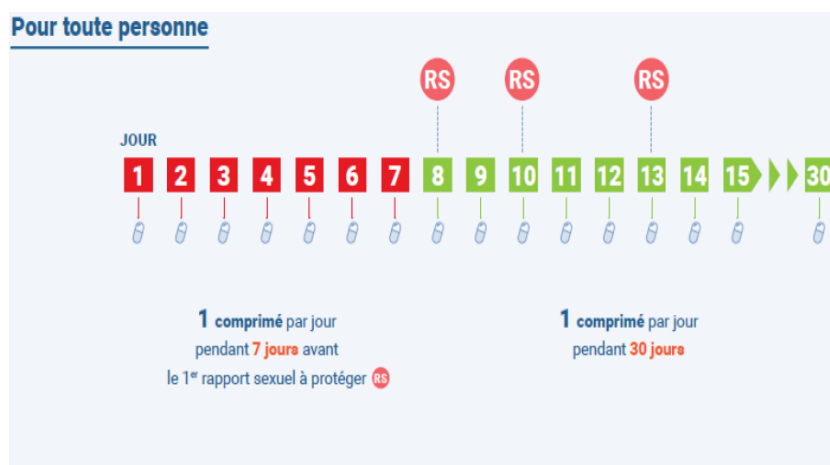 Pour toute personne
RS RS RS
JOUR
1 2 3 4 5 6 7 8 9 10 11 12 13 14 15 30
1 comprimé par jour
pendant 7 jours avant
le 1er rapport sexuel à protéger RS
1 comprimé par jour
pendant 30 jours